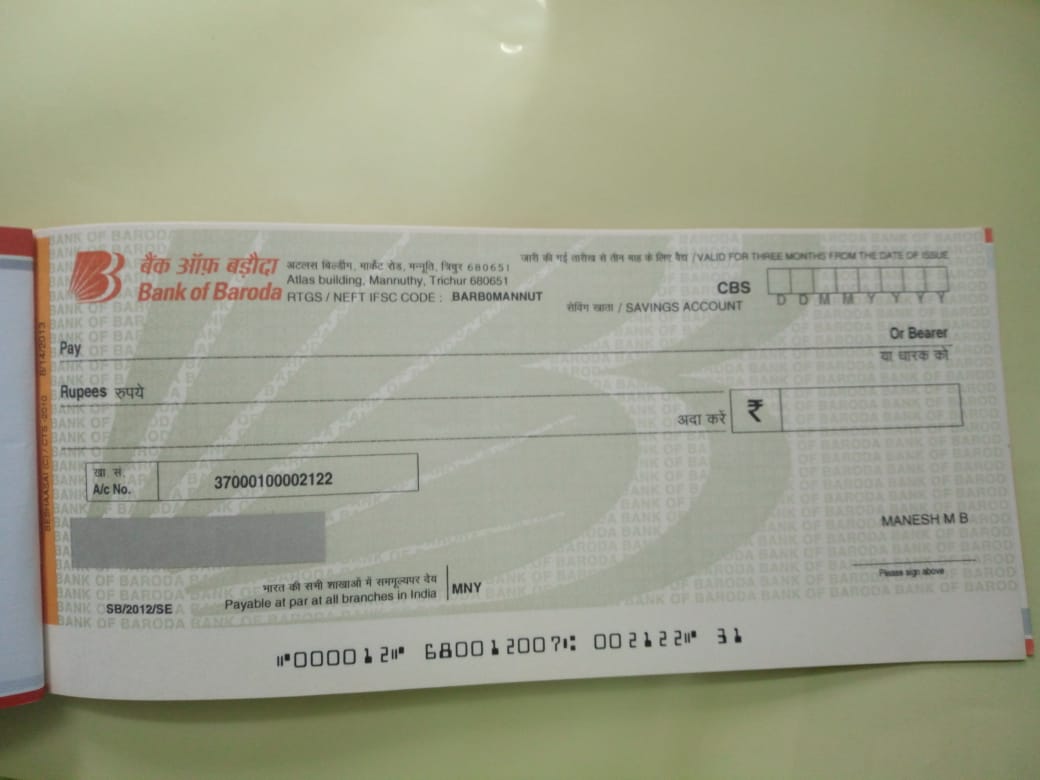 जारी की गई तारीख से तीन माह के लिए वैध / VALID FOR THREE MONTHS FROM THE DATE OF ISSUE
बैंक ऑफ़ बड़ौदा
Bank of Baroda
अटलस बिल्डींग, मार्केट रोड, मन्नूति, त्रिपुर 680651
Atlas building, Mannuthy, Trichur 680651
RTGS / NEFT IFSC CODE : BARB0MANNUT
CBS
D D M M Y Y Y Y
सेविंग खाता / SAVINGS ACCOUNT
Pay
Or Bearer
या धारक को
Rupees रुपये
अदा करें ₹
खा. सं.
A/c No.
37000100002122
MANESH M B
Please sign above
भारत की सभी शाखाओं में सममूल्यपर देय
Payable at par at all branches in India
MNY
SB/2012/SE
⑈000012⑈ 680012007⑆ 002122⑈ 31